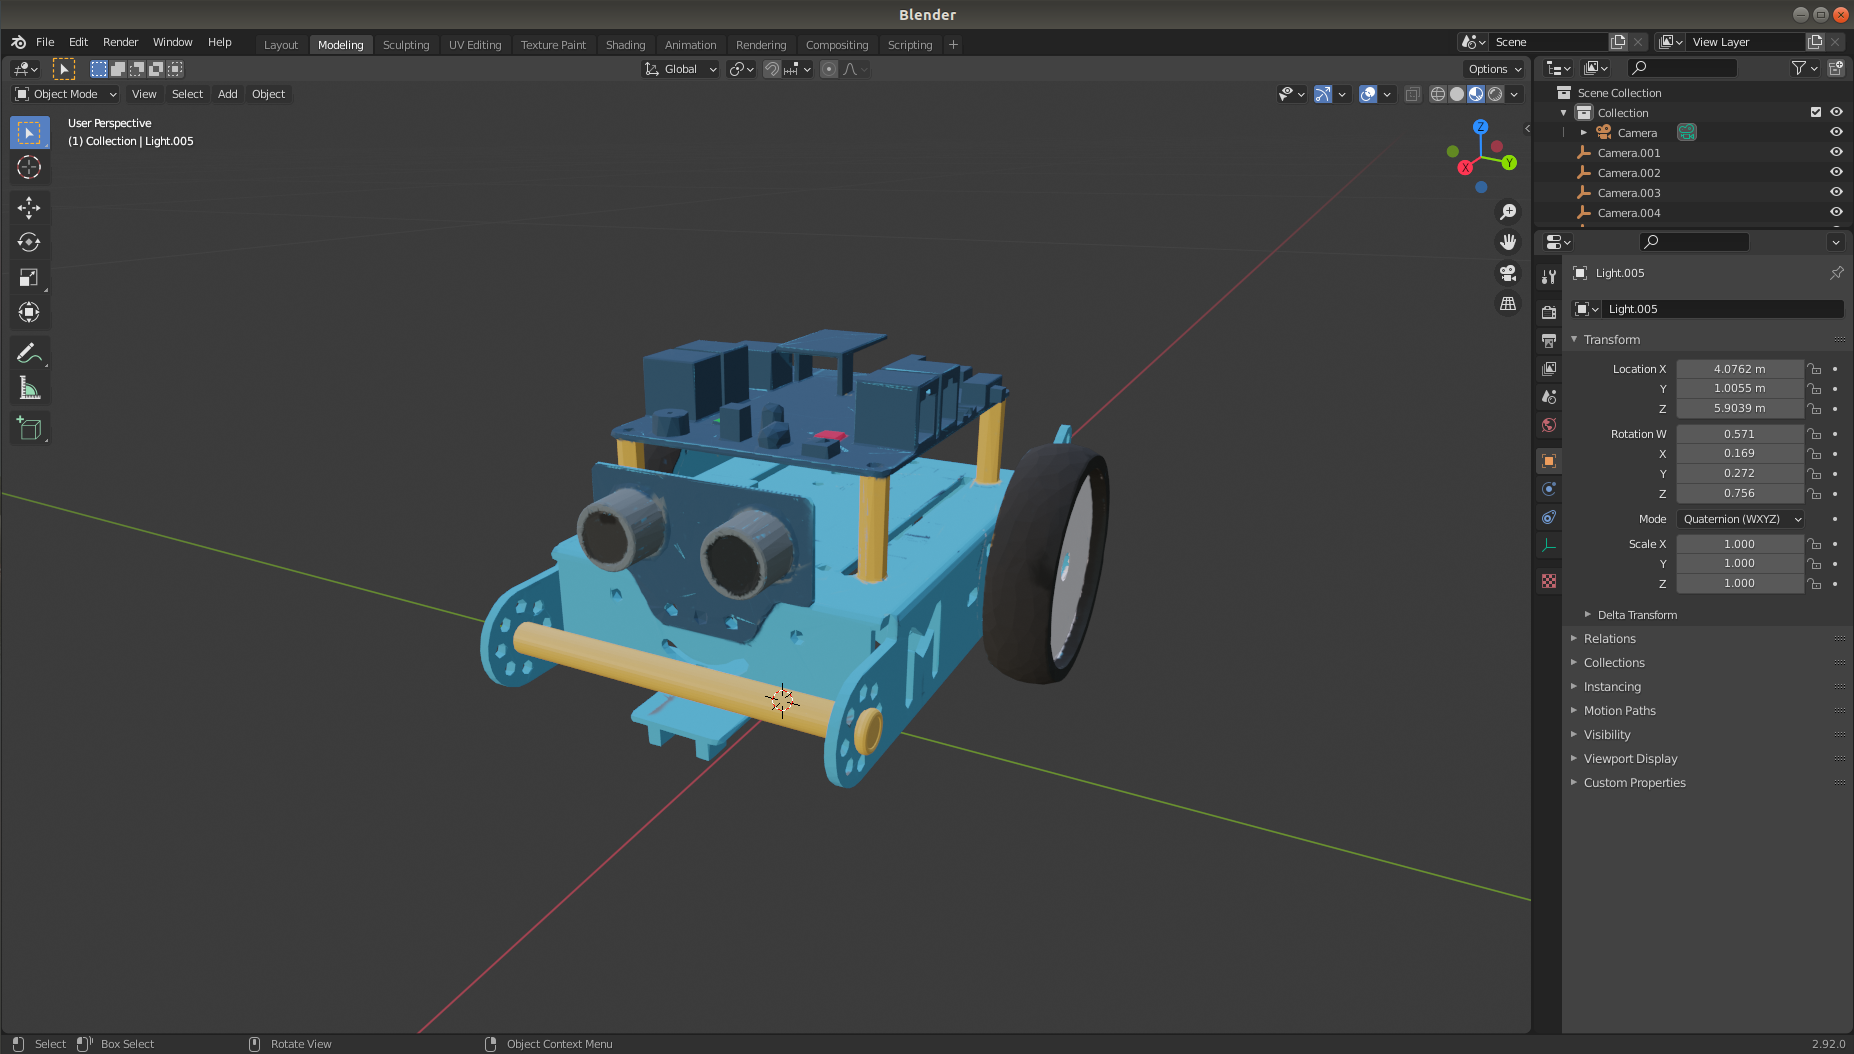 Blender
File Edit Render Window Help
Layout Modeling Sculpting UV Editing Texture Paint Shading Animation Rendering Compositing Scripting +
Scene
View Layer
Global
Options
Object Mode View Select Add Object
User Perspective
(1) Collection | Light.005
Z
Y
X
M
Scene Collection
Collection
Camera
Camera.001
Camera.002
Camera.003
Camera.004
Light.005
Light.005
Transform
Location X 4.0762 m
Y 1.0055 m
Z 5.9039 m
Rotation W 0.571
X 0.169
Y 0.272
Z 0.756
Mode Quaternion (WXYZ)
Scale X 1.000
Y 1.000
Z 1.000
Delta Transform
Relations
Collections
Instancing
Motion Paths
Visibility
Viewport Display
Custom Properties
Select Box Select Rotate View Object Context Menu 2.92.0